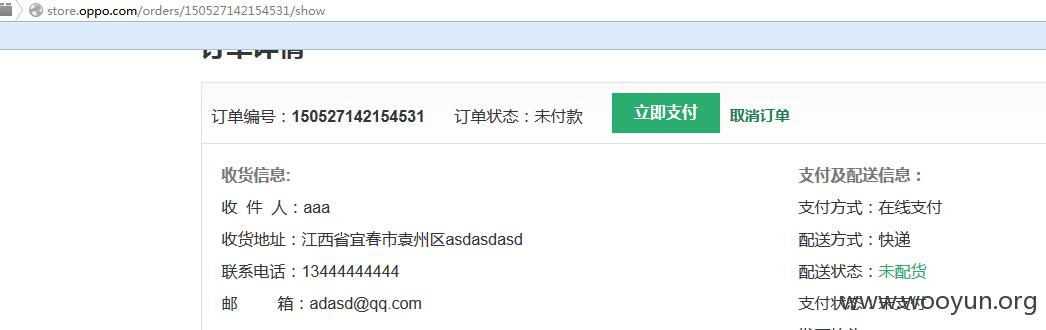 store.oppo.com/orders/150527142154531/show
订单详情
订单编号：150527142154531 订单状态：未付款 立即支付 取消订单
收货信息:
收 件 人：aaa
收货地址：江西省宜春市袁州区asdasdasd
联系电话：13444444444
邮 箱：adasd@qq.com
支付及配送信息：
支付方式：在线支付
配送方式：快递
配送状态：未配货
支付状态：未支付
www.wooyun.org